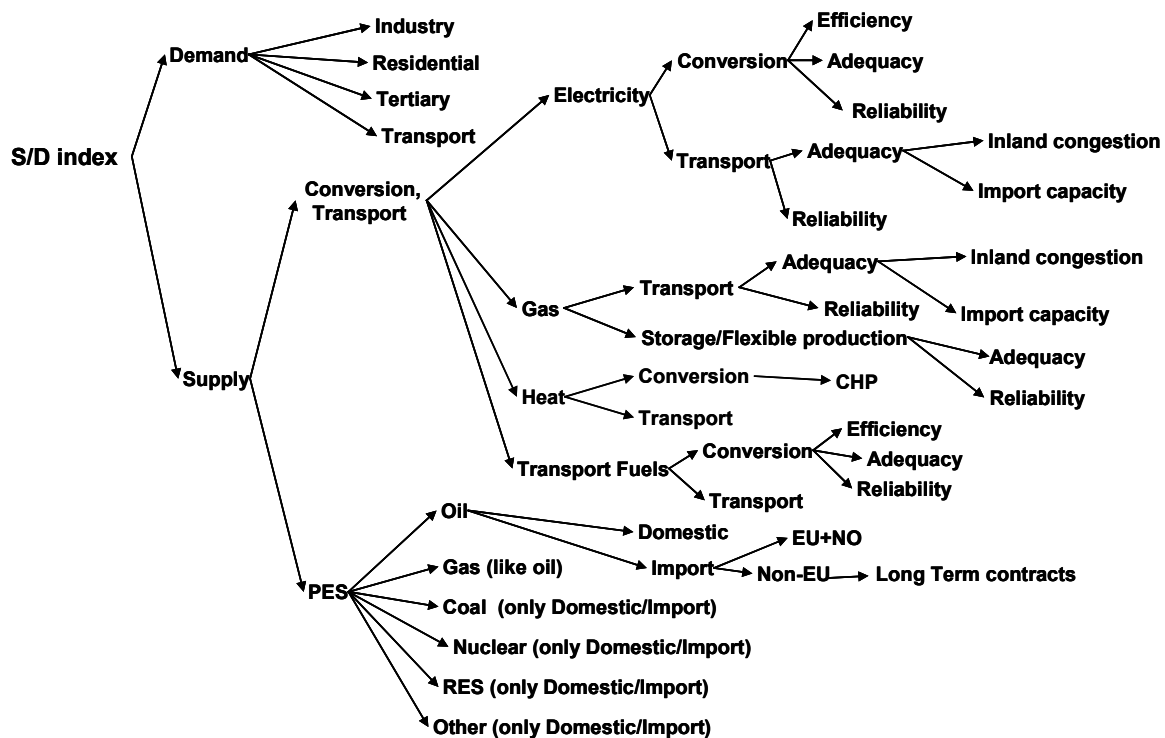 S/D index
Demand
Industry
Residential
Tertiary
Transport
Supply
Conversion,
Transport
Electricity
Conversion
Efficiency
Adequacy
Reliability
Transport
Adequacy
Inland congestion
Import capacity
Reliability
Gas
Transport
Adequacy
Inland congestion
Import capacity
Reliability
Storage/Flexible production
Adequacy
Reliability
Heat
Conversion
CHP
Transport
Transport Fuels
Conversion
Efficiency
Adequacy
Reliability
Transport
PES
Oil
Domestic
Import
EU+NO
Non-EU
Long Term contracts
Gas (like oil)
Coal (only Domestic/Import)
Nuclear (only Domestic/Import)
RES (only Domestic/Import)
Other (only Domestic/Import)